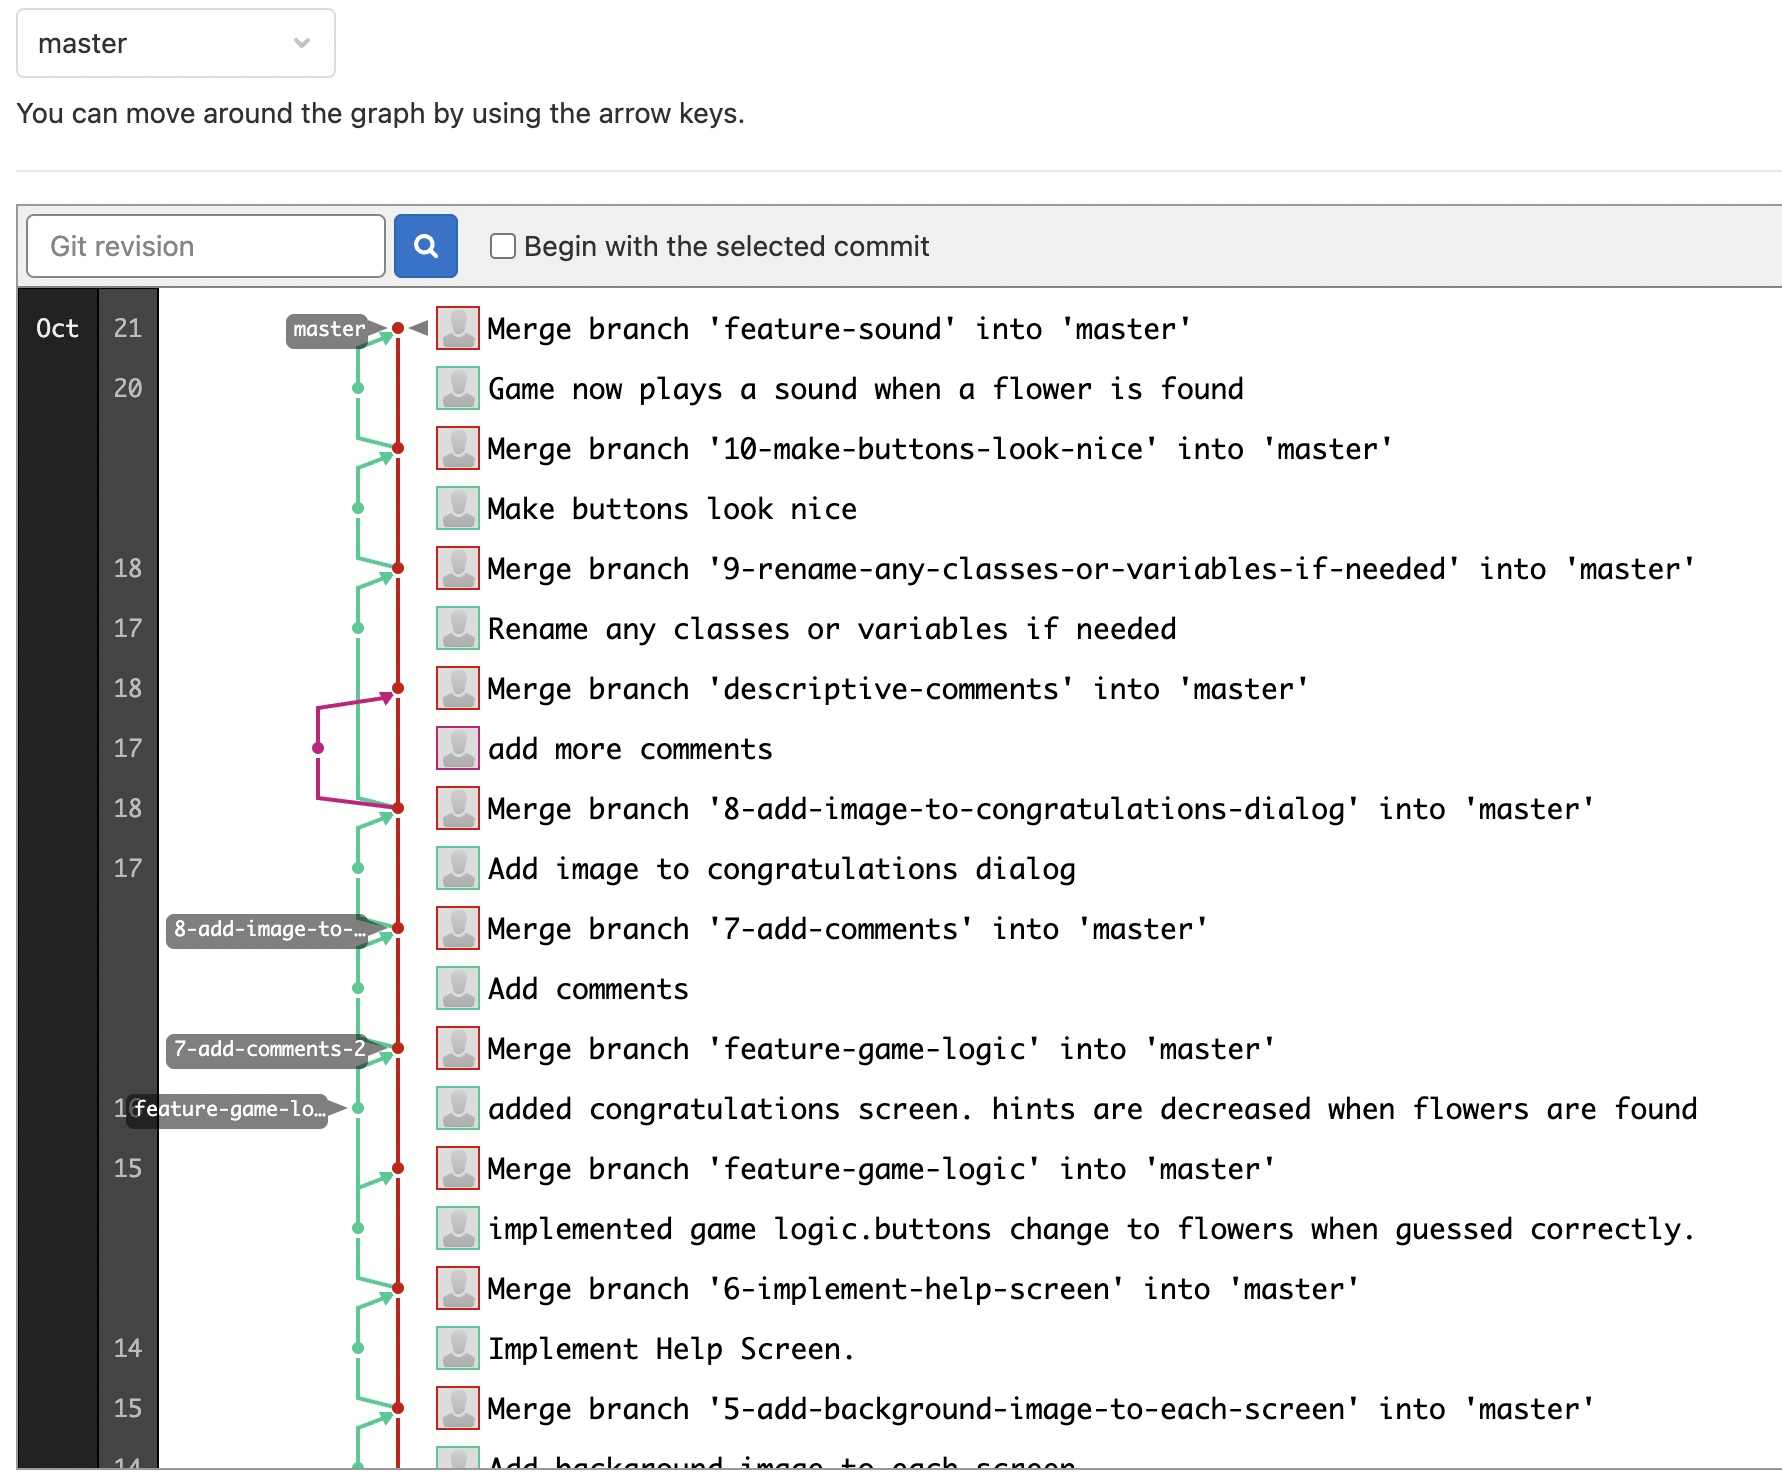 master
You can move around the graph by using the arrow keys.
Git revision
Begin with the selected commit
Oct 21 master Merge branch 'feature-sound' into 'master'
20 Game now plays a sound when a flower is found
Merge branch '10-make-buttons-look-nice' into 'master'
Make buttons look nice
18 Merge branch '9-rename-any-classes-or-variables-if-needed' into 'master'
17 Rename any classes or variables if needed
18 Merge branch 'descriptive-comments' into 'master'
17 add more comments
18 Merge branch '8-add-image-to-congratulations-dialog' into 'master'
17 Add image to congratulations dialog
8-add-image-to-… Merge branch '7-add-comments' into 'master'
Add comments
7-add-comments-2 Merge branch 'feature-game-logic' into 'master'
feature-game-lo… added congratulations screen. hints are decreased when flowers are found
15 Merge branch 'feature-game-logic' into 'master'
implemented game logic.buttons change to flowers when guessed correctly.
Merge branch '6-implement-help-screen' into 'master'
14 Implement Help Screen.
15 Merge branch '5-add-background-image-to-each-screen' into 'master'
14 Add background image to each screen